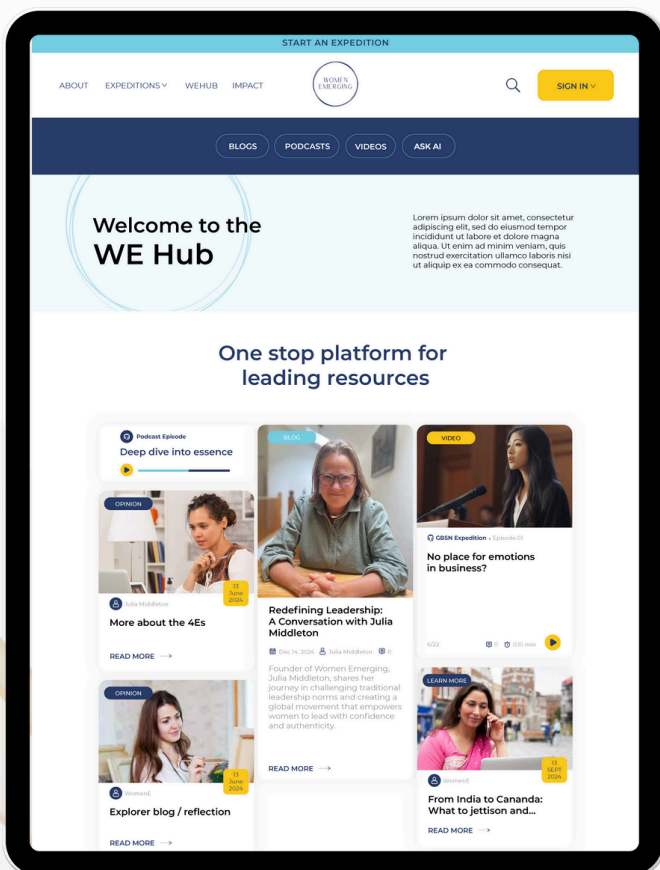 START AN EXPEDITION
ABOUT
EXPEDITIONS
WEHUB
IMPACT
WOMEN
EMERGING
SIGN IN
BLOGS
PODCASTS
VIDEOS
ASK AI
Welcome to the
WE Hub
Lorem ipsum dolor sit amet, consectetur
adipiscing elit, sed do eiusmod tempor
incididunt ut labore et dolore magna
aliqua. Ut enim ad minim veniam, quis
nostrud exercitation ullamco laboris nisi
ut aliquip ex ea commodo consequat.
One stop platform for
leading resources
Podcast Episode
Deep dive into essence
OPINION
13
June
2024
Julia Middleton
More about the 4Es
READ MORE
OPINION
13
June
2024
WomenE
Explorer blog / reflection
READ MORE
BLOG
Redefining Leadership:
A Conversation with Julia
Middleton
Dec 14, 2024
Julia Middleton
0
Founder of Women Emerging,
Julia Middleton, shares her
journey in challenging traditional
leadership norms and creating a
global movement that empowers
women to lead with confidence
and authenticity.
READ MORE
VIDEO
GBSN Expedition • Episode 01
No place for emotions
in business?
6/22
0
0:15 min
LEARN MORE
13
SEPT
2024
WomenE
From India to Cananda:
What to jettison and...
READ MORE